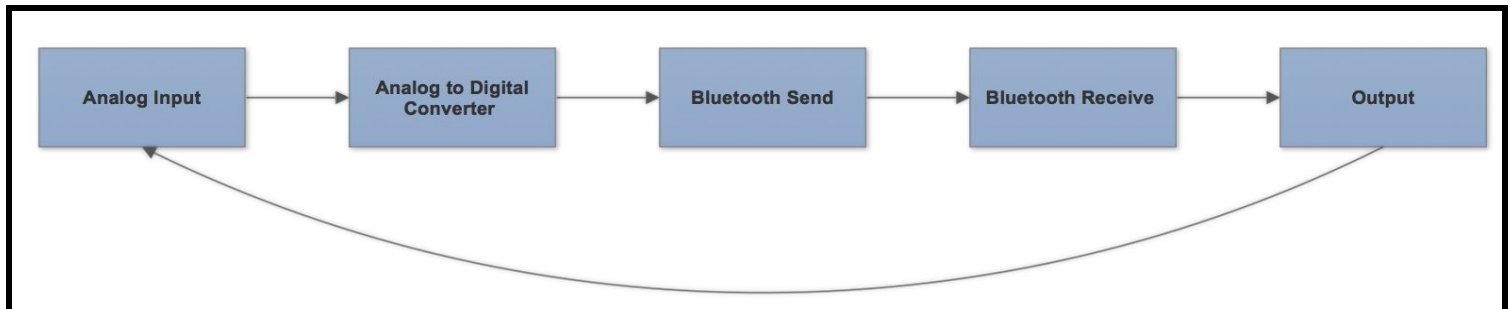 Analog Input
Analog to Digital
Converter
Bluetooth Send
Bluetooth Receive
Output